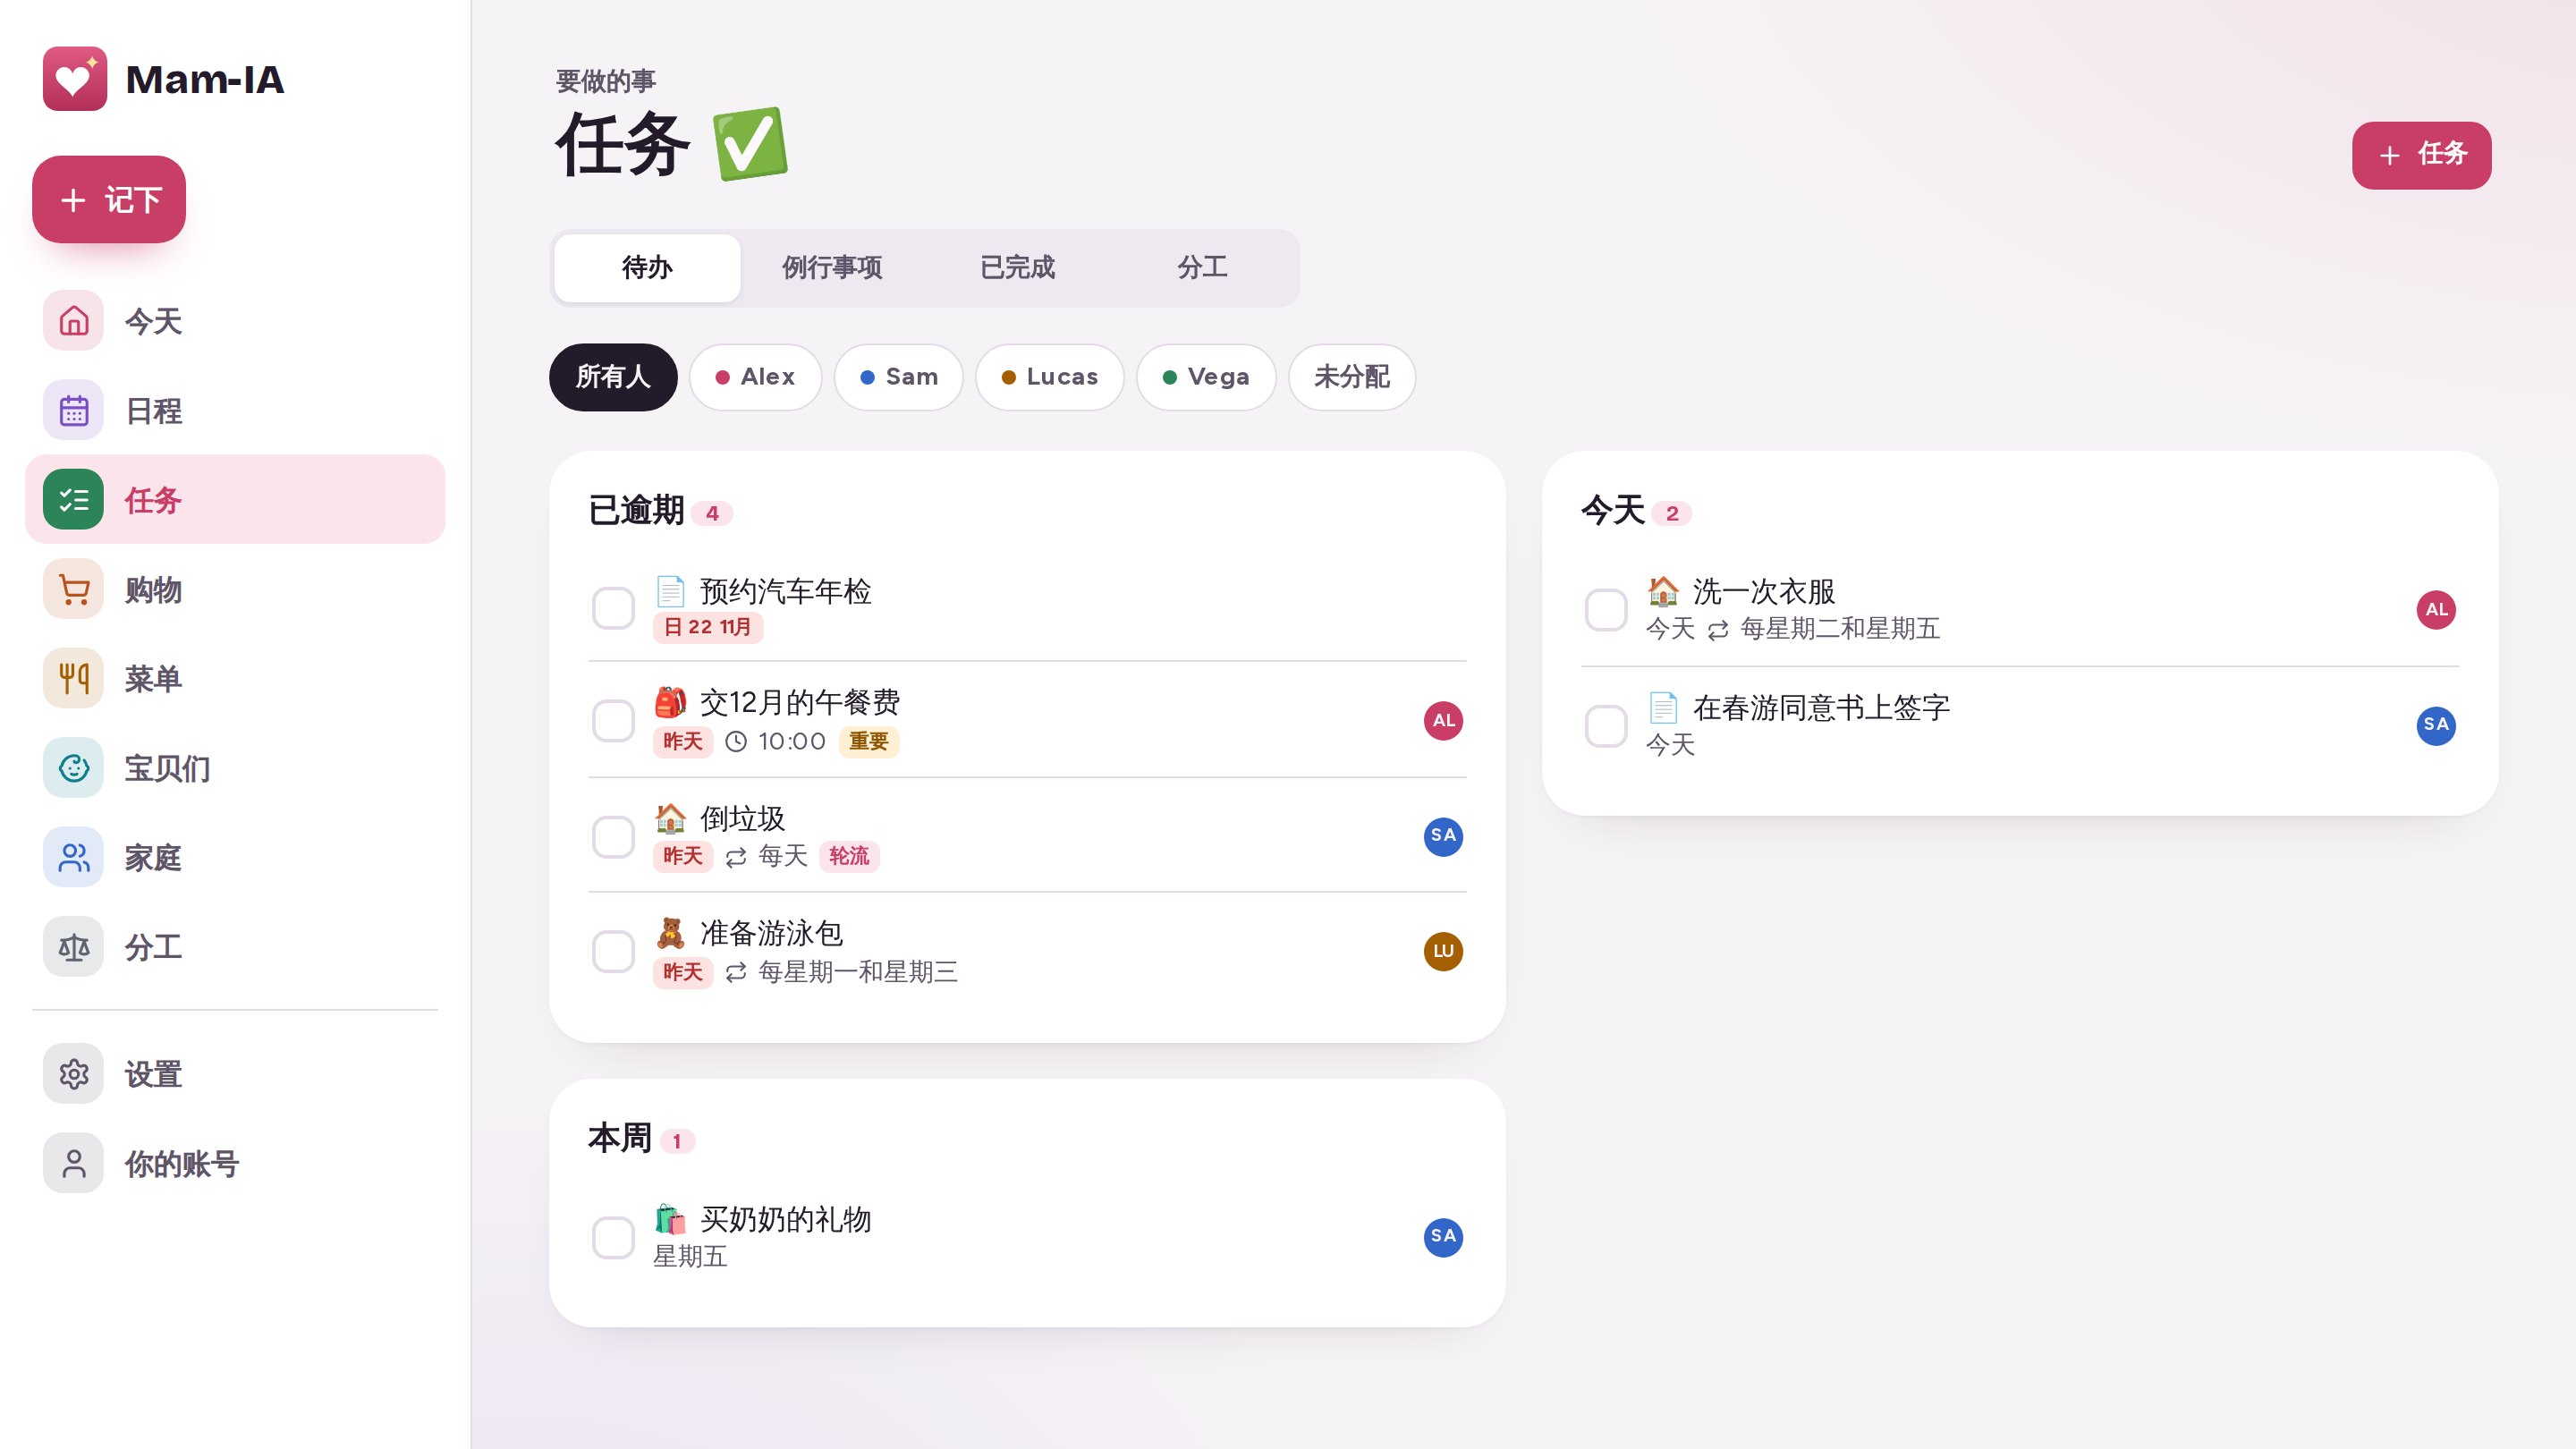 Mam-IA
记下
今天
日程
任务
购物
菜单
宝贝们
家庭
分工
设置
你的账号
要做的事
任务 ✅
任务
待办 例行事项 已完成 分工
所有人 Alex Sam Lucas Vega 未分配
已逾期 4
预约汽车年检
日 22 11月
交12月的午餐费
昨天 10:00 重要
AL
倒垃圾
昨天 每天 轮流
SA
准备游泳包
昨天 每星期一和星期三
LU
今天 2
洗一次衣服
今天 每星期二和星期五
AL
在春游同意书上签字
今天
SA
本周 1
买奶奶的礼物
星期五
SA